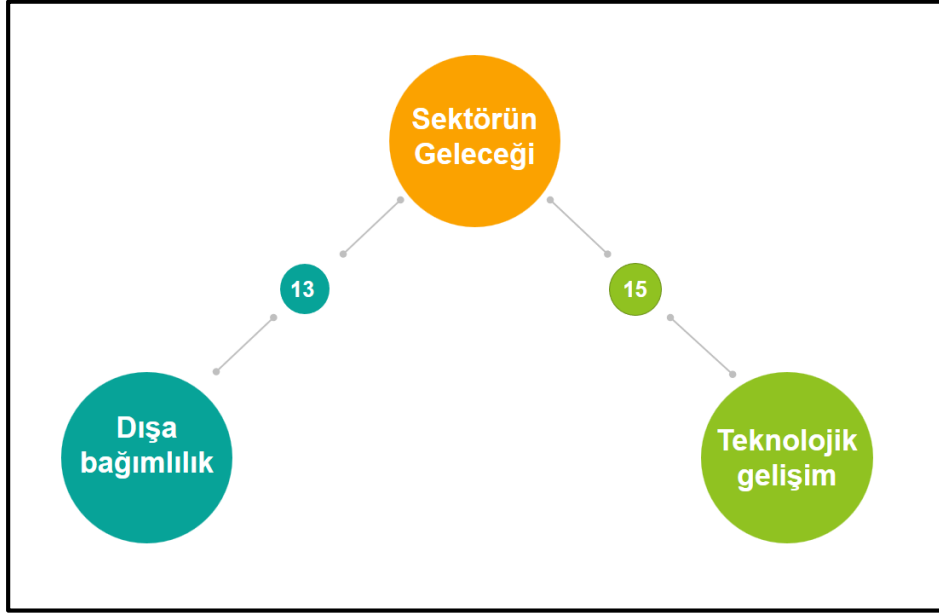 Sektörün
Geleceği
13
15
Dışa
bağımlılık
Teknolojik
gelişim